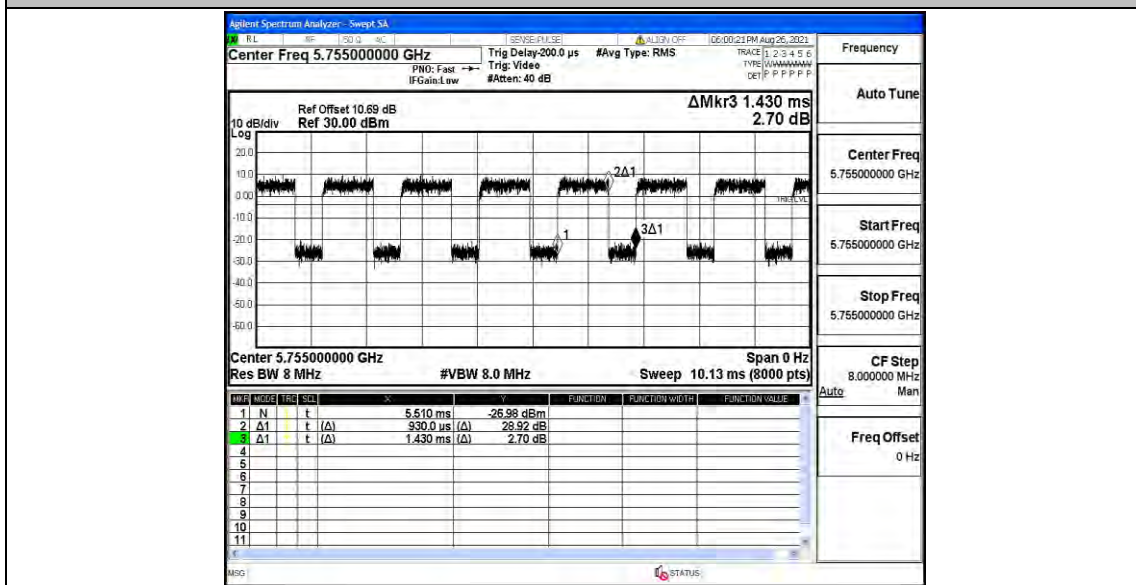 Agilent Spectrum Analyzer - Swept SA
RL RF 50 Ω AC SENSE:PULSE ALIGN OFF 06:00:21 PM Aug 26, 2021
Center Freq 5.755000000 GHz
PNO: Fast
IFGain:Low
Trig Delay-200.0 µs
Trig: Video
#Atten: 40 dB
#Avg Type: RMS
TRACE 1 2 3 4 5 6
TYPE
DET P P P P P P
Ref Offset 10.69 dB
10 dB/div Ref 30.00 dBm
Log
ΔMkr3 1.430 ms
2.70 dB
20.0
10.0
0.00
-10.0
-20.0
-30.0
-40.0
-50.0
-60.0
2Δ1
1
3Δ1
TRIG LVL
Center 5.755000000 GHz Span 0 Hz
Res BW 8 MHz #VBW 8.0 MHz Sweep 10.13 ms (8000 pts)
MKR MODE TRC SCL X Y FUNCTION FUNCTION WIDTH FUNCTION VALUE
1 N t 5.510 ms -25.98 dBm
2 Δ1 t (Δ) 930.0 µs (Δ) 28.92 dB
3 Δ1 t (Δ) 1.430 ms (Δ) 2.70 dB
4
5
6
7
8
9
10
11
MSG STATUS
Frequency
Auto Tune
Center Freq
5.755000000 GHz
Start Freq
5.755000000 GHz
Stop Freq
5.755000000 GHz
CF Step
8.000000 MHz
Auto Man
Freq Offset
0 Hz